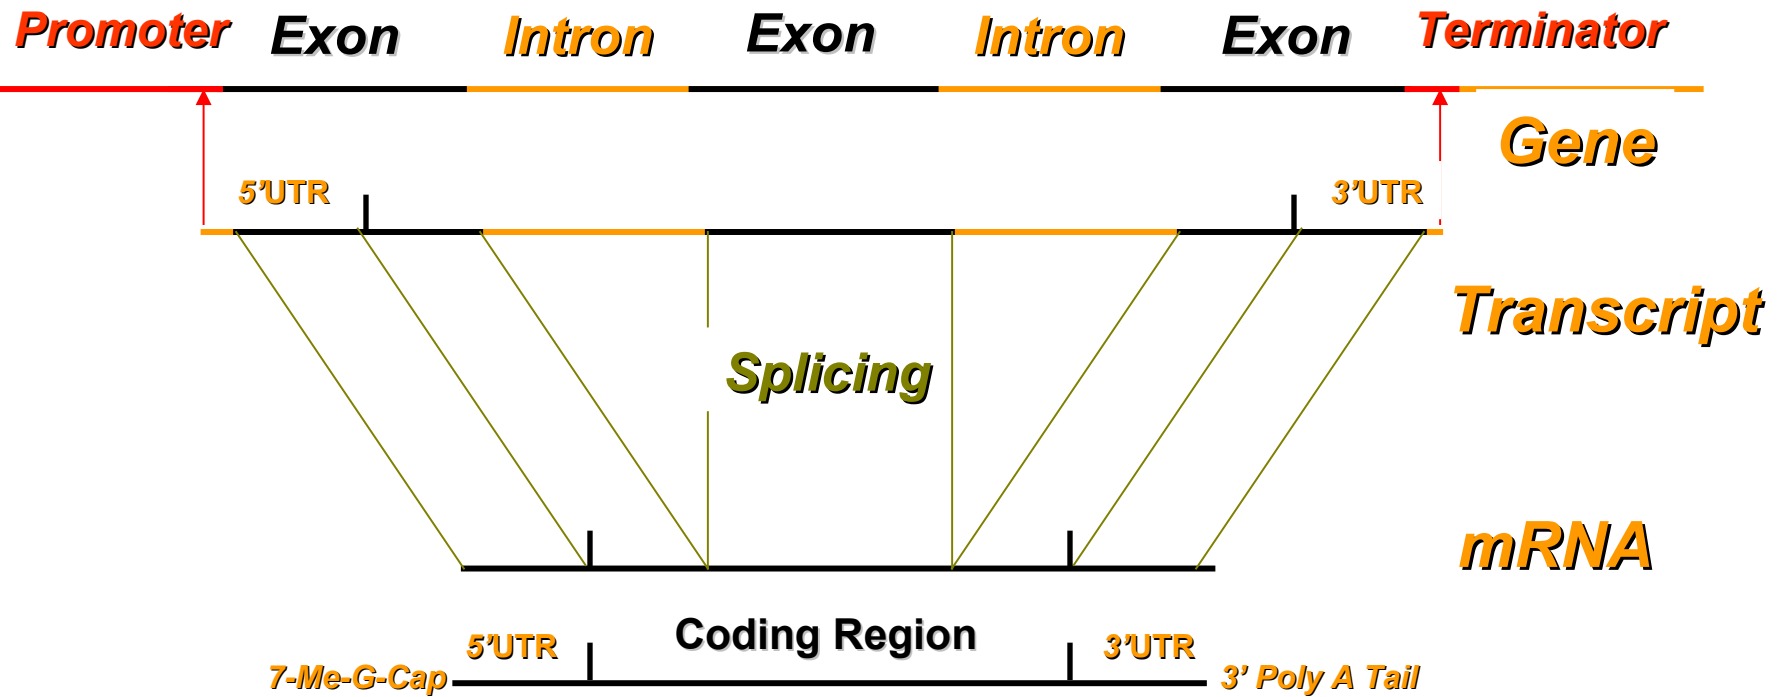 Promoter Exon Intron Exon Intron Exon Terminator
Gene
5’UTR 3’UTR
Transcript
Splicing
mRNA
Coding Region
5’UTR 3’UTR
7-Me-G-Cap 3’ Poly A Tail